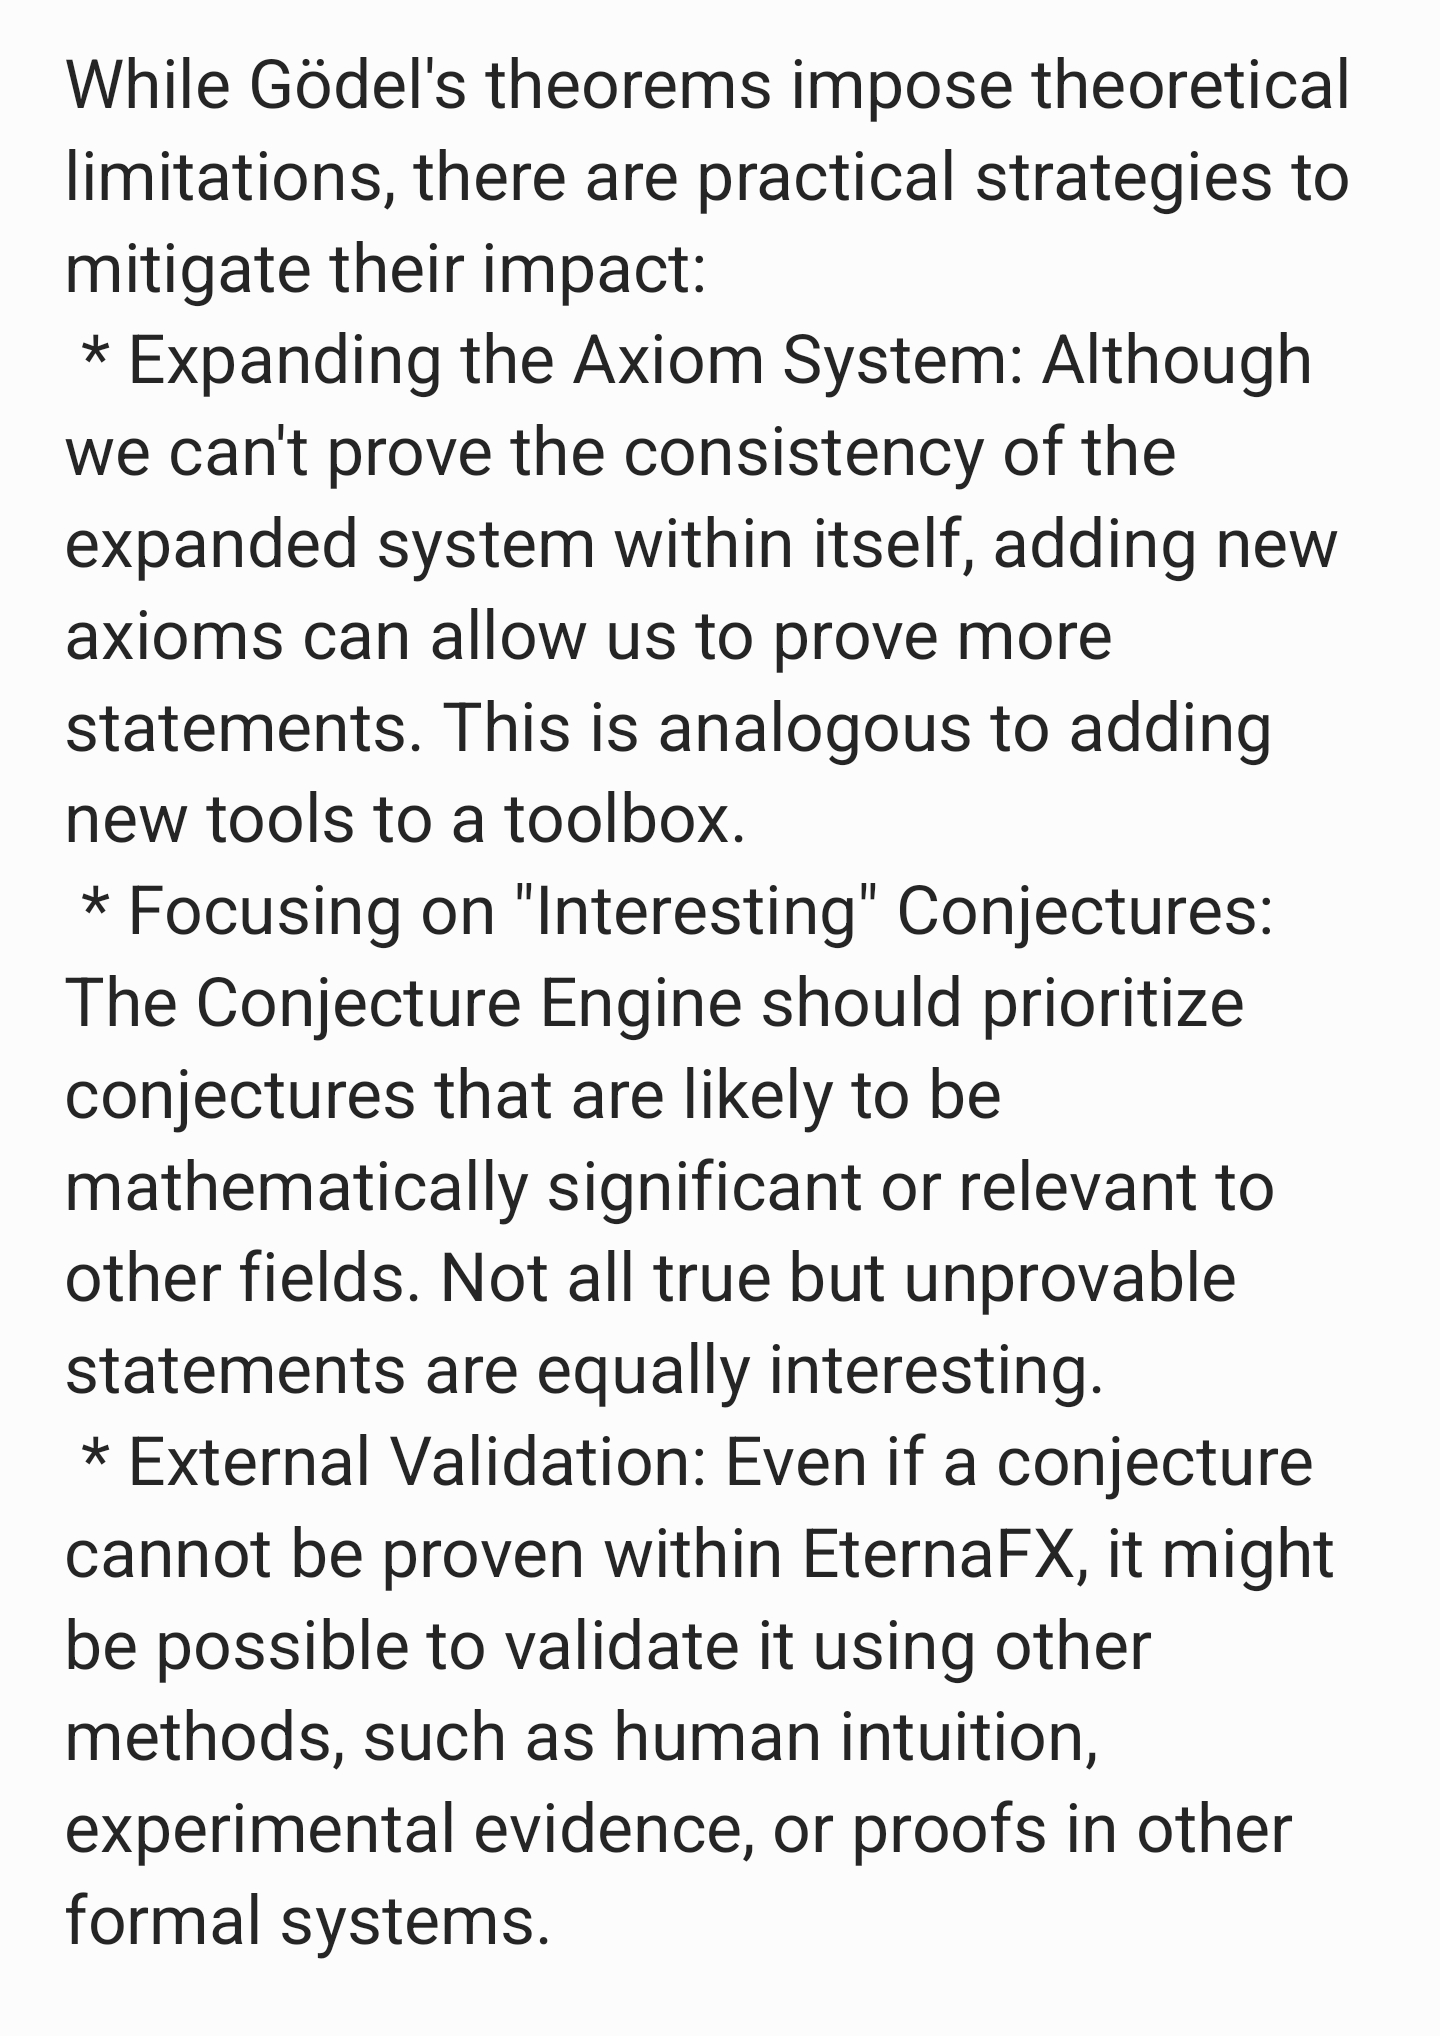 While Gödel's theorems impose theoretical
limitations, there are practical strategies to
mitigate their impact:
* Expanding the Axiom System: Although
we can't prove the consistency of the
expanded system within itself, adding new
axioms can allow us to prove more
statements. This is analogous to adding
new tools to a toolbox.
* Focusing on "Interesting" Conjectures:
The Conjecture Engine should prioritize
conjectures that are likely to be
mathematically significant or relevant to
other fields. Not all true but unprovable
statements are equally interesting.
* External Validation: Even if a conjecture
cannot be proven within EternaFX, it might
be possible to validate it using other
methods, such as human intuition,
experimental evidence, or proofs in other
formal systems.